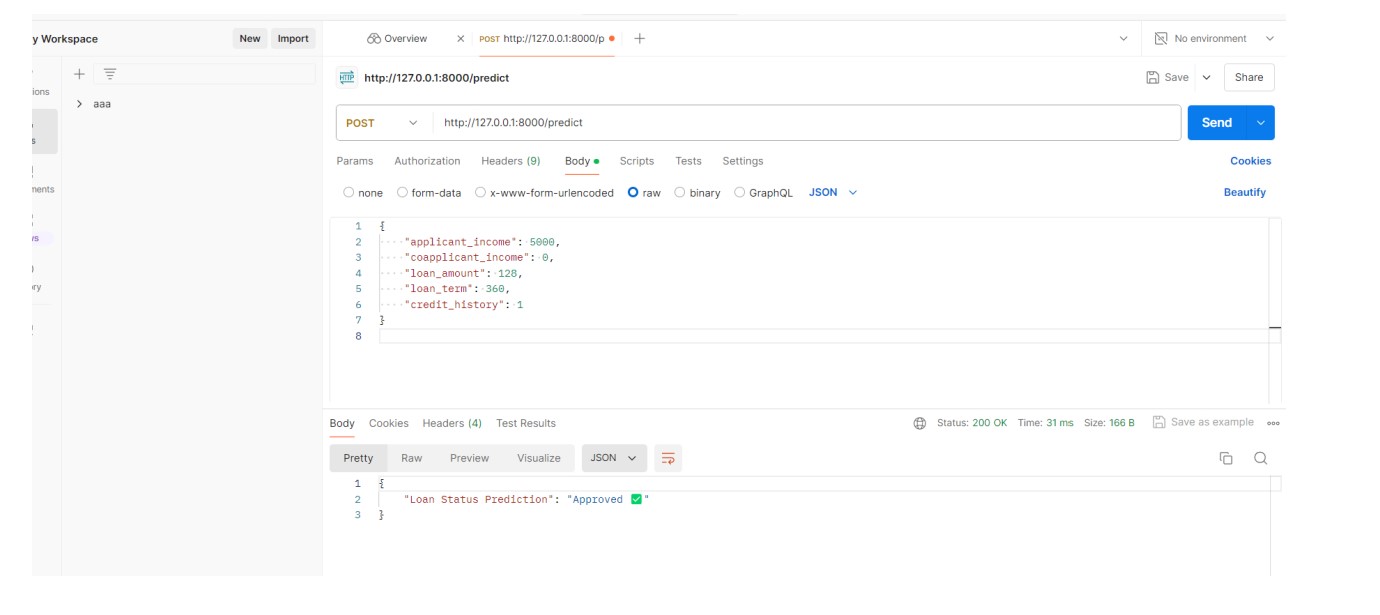 y Workspace New Import Overview POST http://127.0.0.1:8000/p No environment
http://127.0.0.1:8000/predict Save Share
ions
aaa
POST http://127.0.0.1:8000/predict Send
s
Params Authorization Headers (9) Body Scripts Tests Settings Cookies
nents
none form-data x-www-form-urlencoded raw binary GraphQL JSON Beautify
1 {
2 "applicant_income": 5000,
3 "coapplicant_income": 0,
4 "loan_amount": 128,
5 "loan_term": 360,
6 "credit_history": 1
7 }
8
Body Cookies Headers (4) Test Results Status: 200 OK Time: 31 ms Size: 166 B Save as example
Pretty Raw Preview Visualize JSON
1 {
2 "Loan Status Prediction": "Approved ✅"
3 }